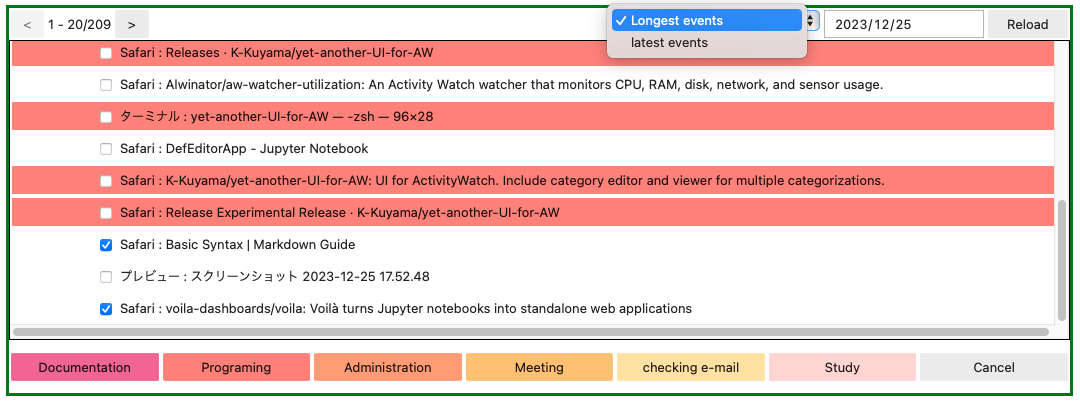 < 1 - 20/209 > ✓ Longest events 2023/12/25 Reload
latest events
Safari : Releases · K-Kuyama/yet-another-UI-for-AW
Safari : Alwinator/aw-watcher-utilization: An Activity Watch watcher that monitors CPU, RAM, disk, network, and sensor usage.
ターミナル : yet-another-UI-for-AW — -zsh — 96×28
Safari : DefEditorApp - Jupyter Notebook
Safari : K-Kuyama/yet-another-UI-for-AW: UI for ActivityWatch. Include category editor and viewer for multiple categorizations.
Safari : Release Experimental Release · K-Kuyama/yet-another-UI-for-AW
Safari : Basic Syntax | Markdown Guide
プレビュー : スクリーンショット 2023-12-25 17.52.48
Safari : voila-dashboards/voila: Voilà turns Jupyter notebooks into standalone web applications
Documentation Programing Administration Meeting checking e-mail Study Cancel